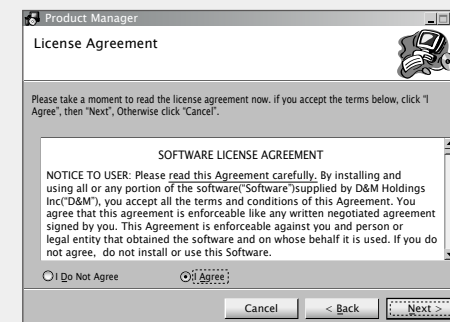 Product Manager
License Agreement
Please take a moment to read the license agreement now. if you accept the terms below, click "I
Agree", then "Next", Otherwise click "Cancel".
SOFTWARE LICENSE AGREEMENT
NOTICE TO USER: Please read this Agreement carefully. By installing and
using all or any portion of the software("Software")supplied by D&M Holdings
Inc("D&M"), you accept all the terms and conditions of this Agreement. You
agree that this agreement is enforceable like any written negotiated agreement
signed by you. This Agreement is enforceable against you and person or
legal entity that obtained the software and on whose behalf it is used. If you do
not agree, do not install or use this Software.
I Do Not Agree I Agree
Cancel < Back Next >